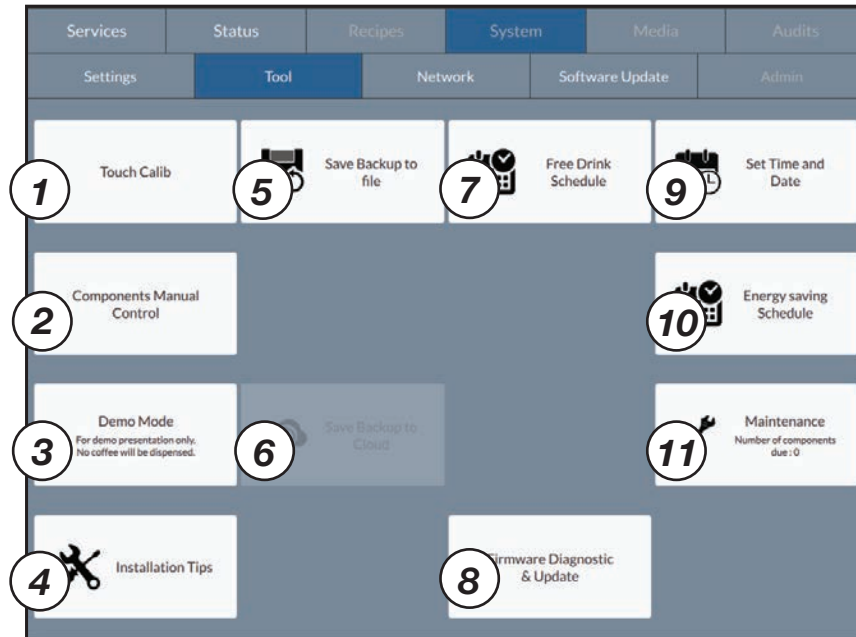 Services Status Recipes System Media Audits
Settings Tool Network Software Update Admin
1 Touch Calib
5 Save Backup to
file
7 Free Drink
Schedule
9 Set Time and
Date
2 Components Manual
Control
10 Energy saving
Schedule
3 Demo Mode
For demo presentation only.
No coffee will be dispensed.
6 Save Backup to
Cloud
11 Maintenance
Number of components
due : 0
4 Installation Tips
8 Firmware Diagnostic
& Update